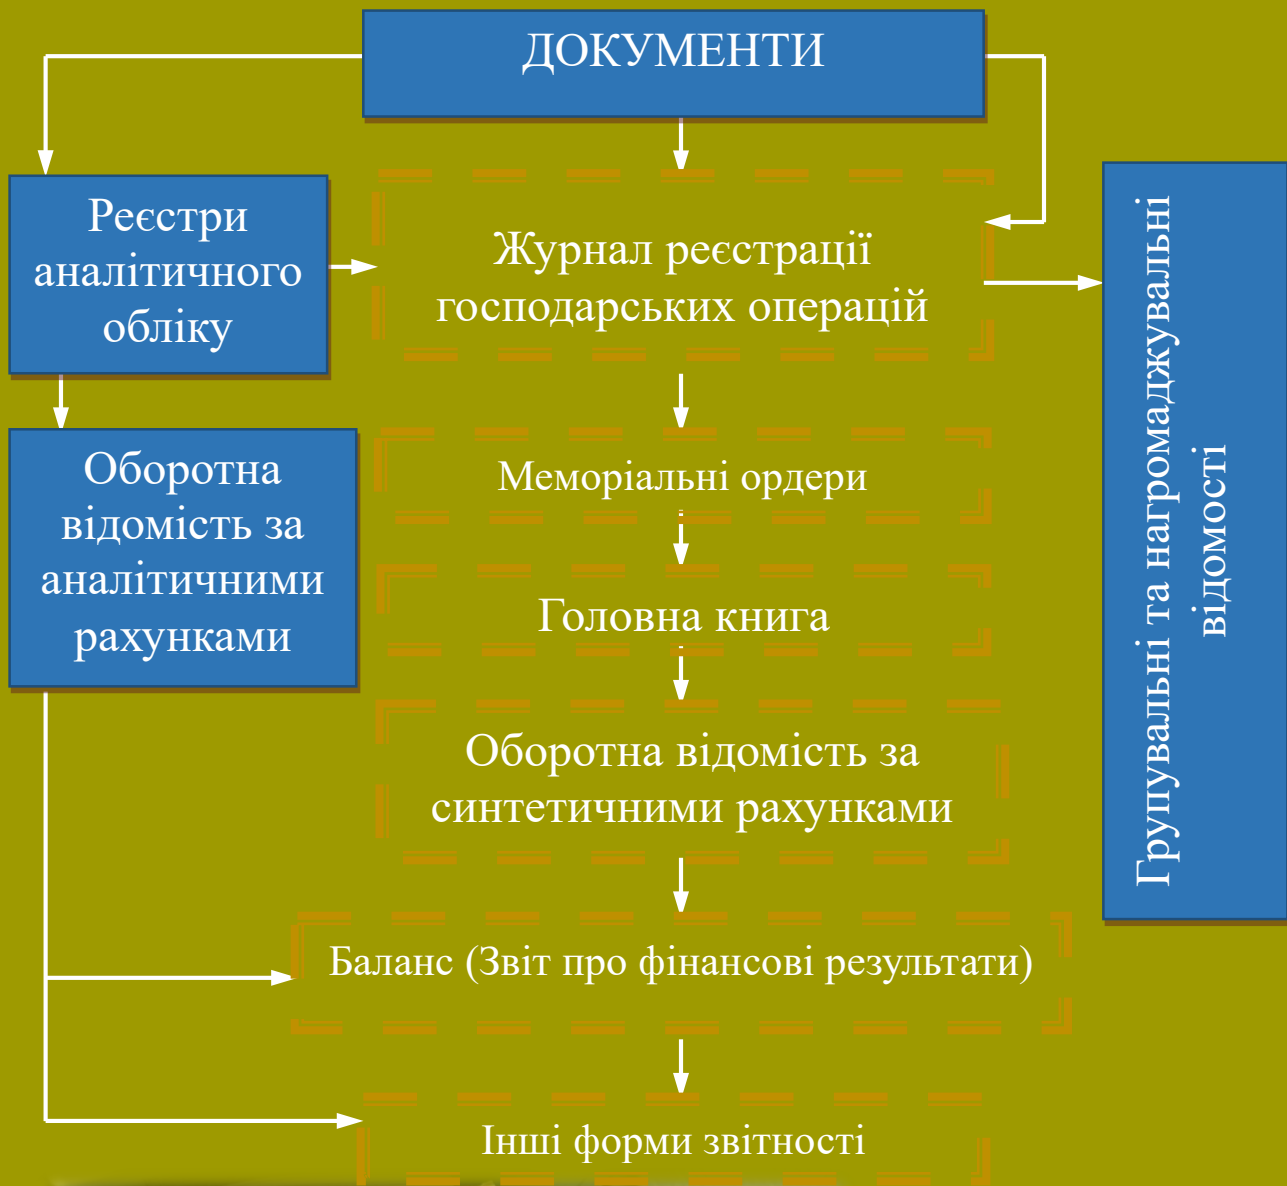 ДОКУМЕНТИ
Реєстри
аналітичного
обліку
Журнал реєстрації
господарських операцій
Групувальні та нагромаджувальні
відомості
Оборотна
відомість за
аналітичними
рахунками
Меморіальні ордери
Головна книга
Оборотна відомість за
синтетичними рахунками
Баланс (Звіт про фінансові результати)
Інші форми звітності